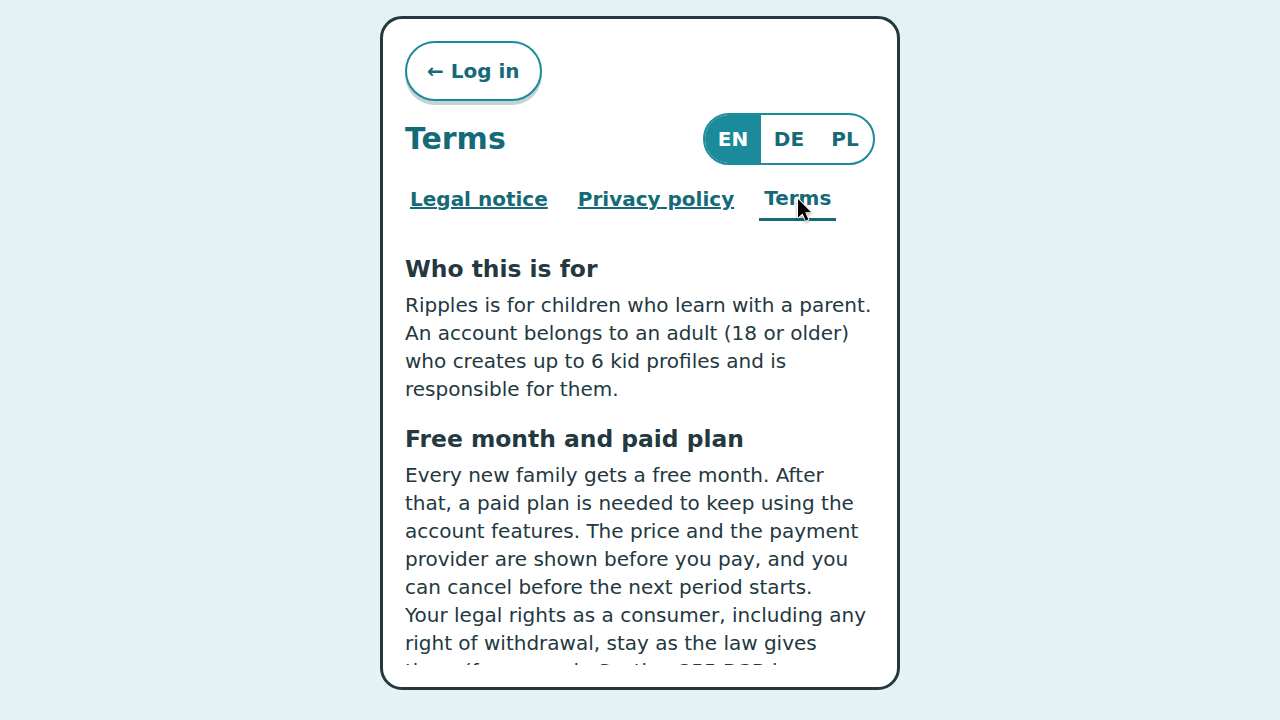 ← Log in
Terms
EN DE PL
Legal notice Privacy policy Terms
Who this is for
Ripples is for children who learn with a parent.
An account belongs to an adult (18 or older)
who creates up to 6 kid profiles and is
responsible for them.
Free month and paid plan
Every new family gets a free month. After
that, a paid plan is needed to keep using the
account features. The price and the payment
provider are shown before you pay, and you
can cancel before the next period starts.
Your legal rights as a consumer, including any
right of withdrawal, stay as the law gives